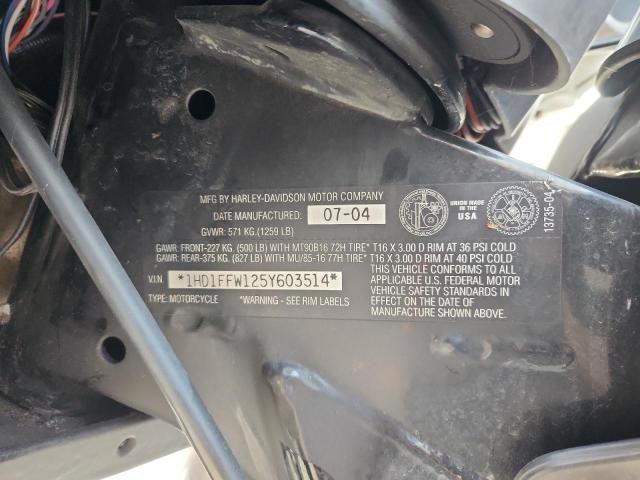 MFG BY HARLEY-DAVIDSON MOTOR COMPANY
DATE MANUFACTURED: 07-04
GVWR: 571 KG.(1259 LB)
UNION MADE IN THE USA
13735-04
GAWR: FRONT-227 KG. (500 LB) WITH MT90B16 72H TIRE* T16 X 3.00 D RIM AT 36 PSI COLD
GAWR: REAR-375 KG. (827 LB) WITH MU/85-16 77H TIRE* T16 X 3.00 D RIM AT 40 PSI COLD
V.I.N *1HD1FFW125Y603514*
TYPE: MOTORCYCLE *WARNING - SEE RIM LABELS
THIS VEHICLE CONFORMS TO ALL
APPLICABLE U.S. FEDERAL MOTOR
VEHICLE SAFETY STANDARDS IN
EFFECT ON THE DATE OF
MANUFACTURE SHOWN ABOVE.